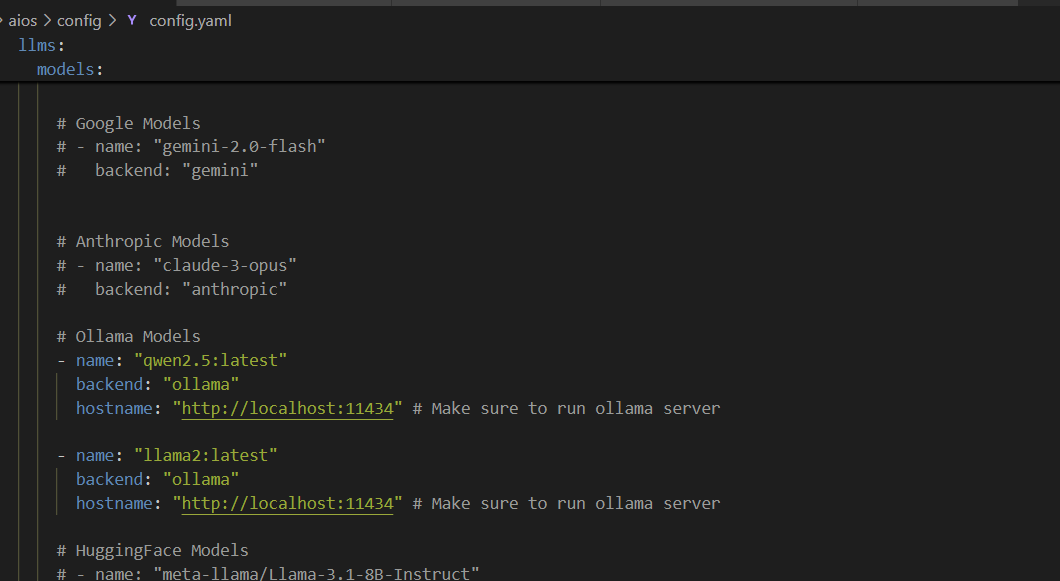 aios > config > Y config.yaml
llms:
models:
# Google Models
# - name: "gemini-2.0-flash"
#   backend: "gemini"
# Anthropic Models
# - name: "claude-3-opus"
#   backend: "anthropic"
# Ollama Models
- name: "qwen2.5:latest"
backend: "ollama"
hostname: "http://localhost:11434" # Make sure to run ollama server
- name: "llama2:latest"
backend: "ollama"
hostname: "http://localhost:11434" # Make sure to run ollama server
# HuggingFace Models
# - name: "meta-llama/Llama-3.1-8B-Instruct"